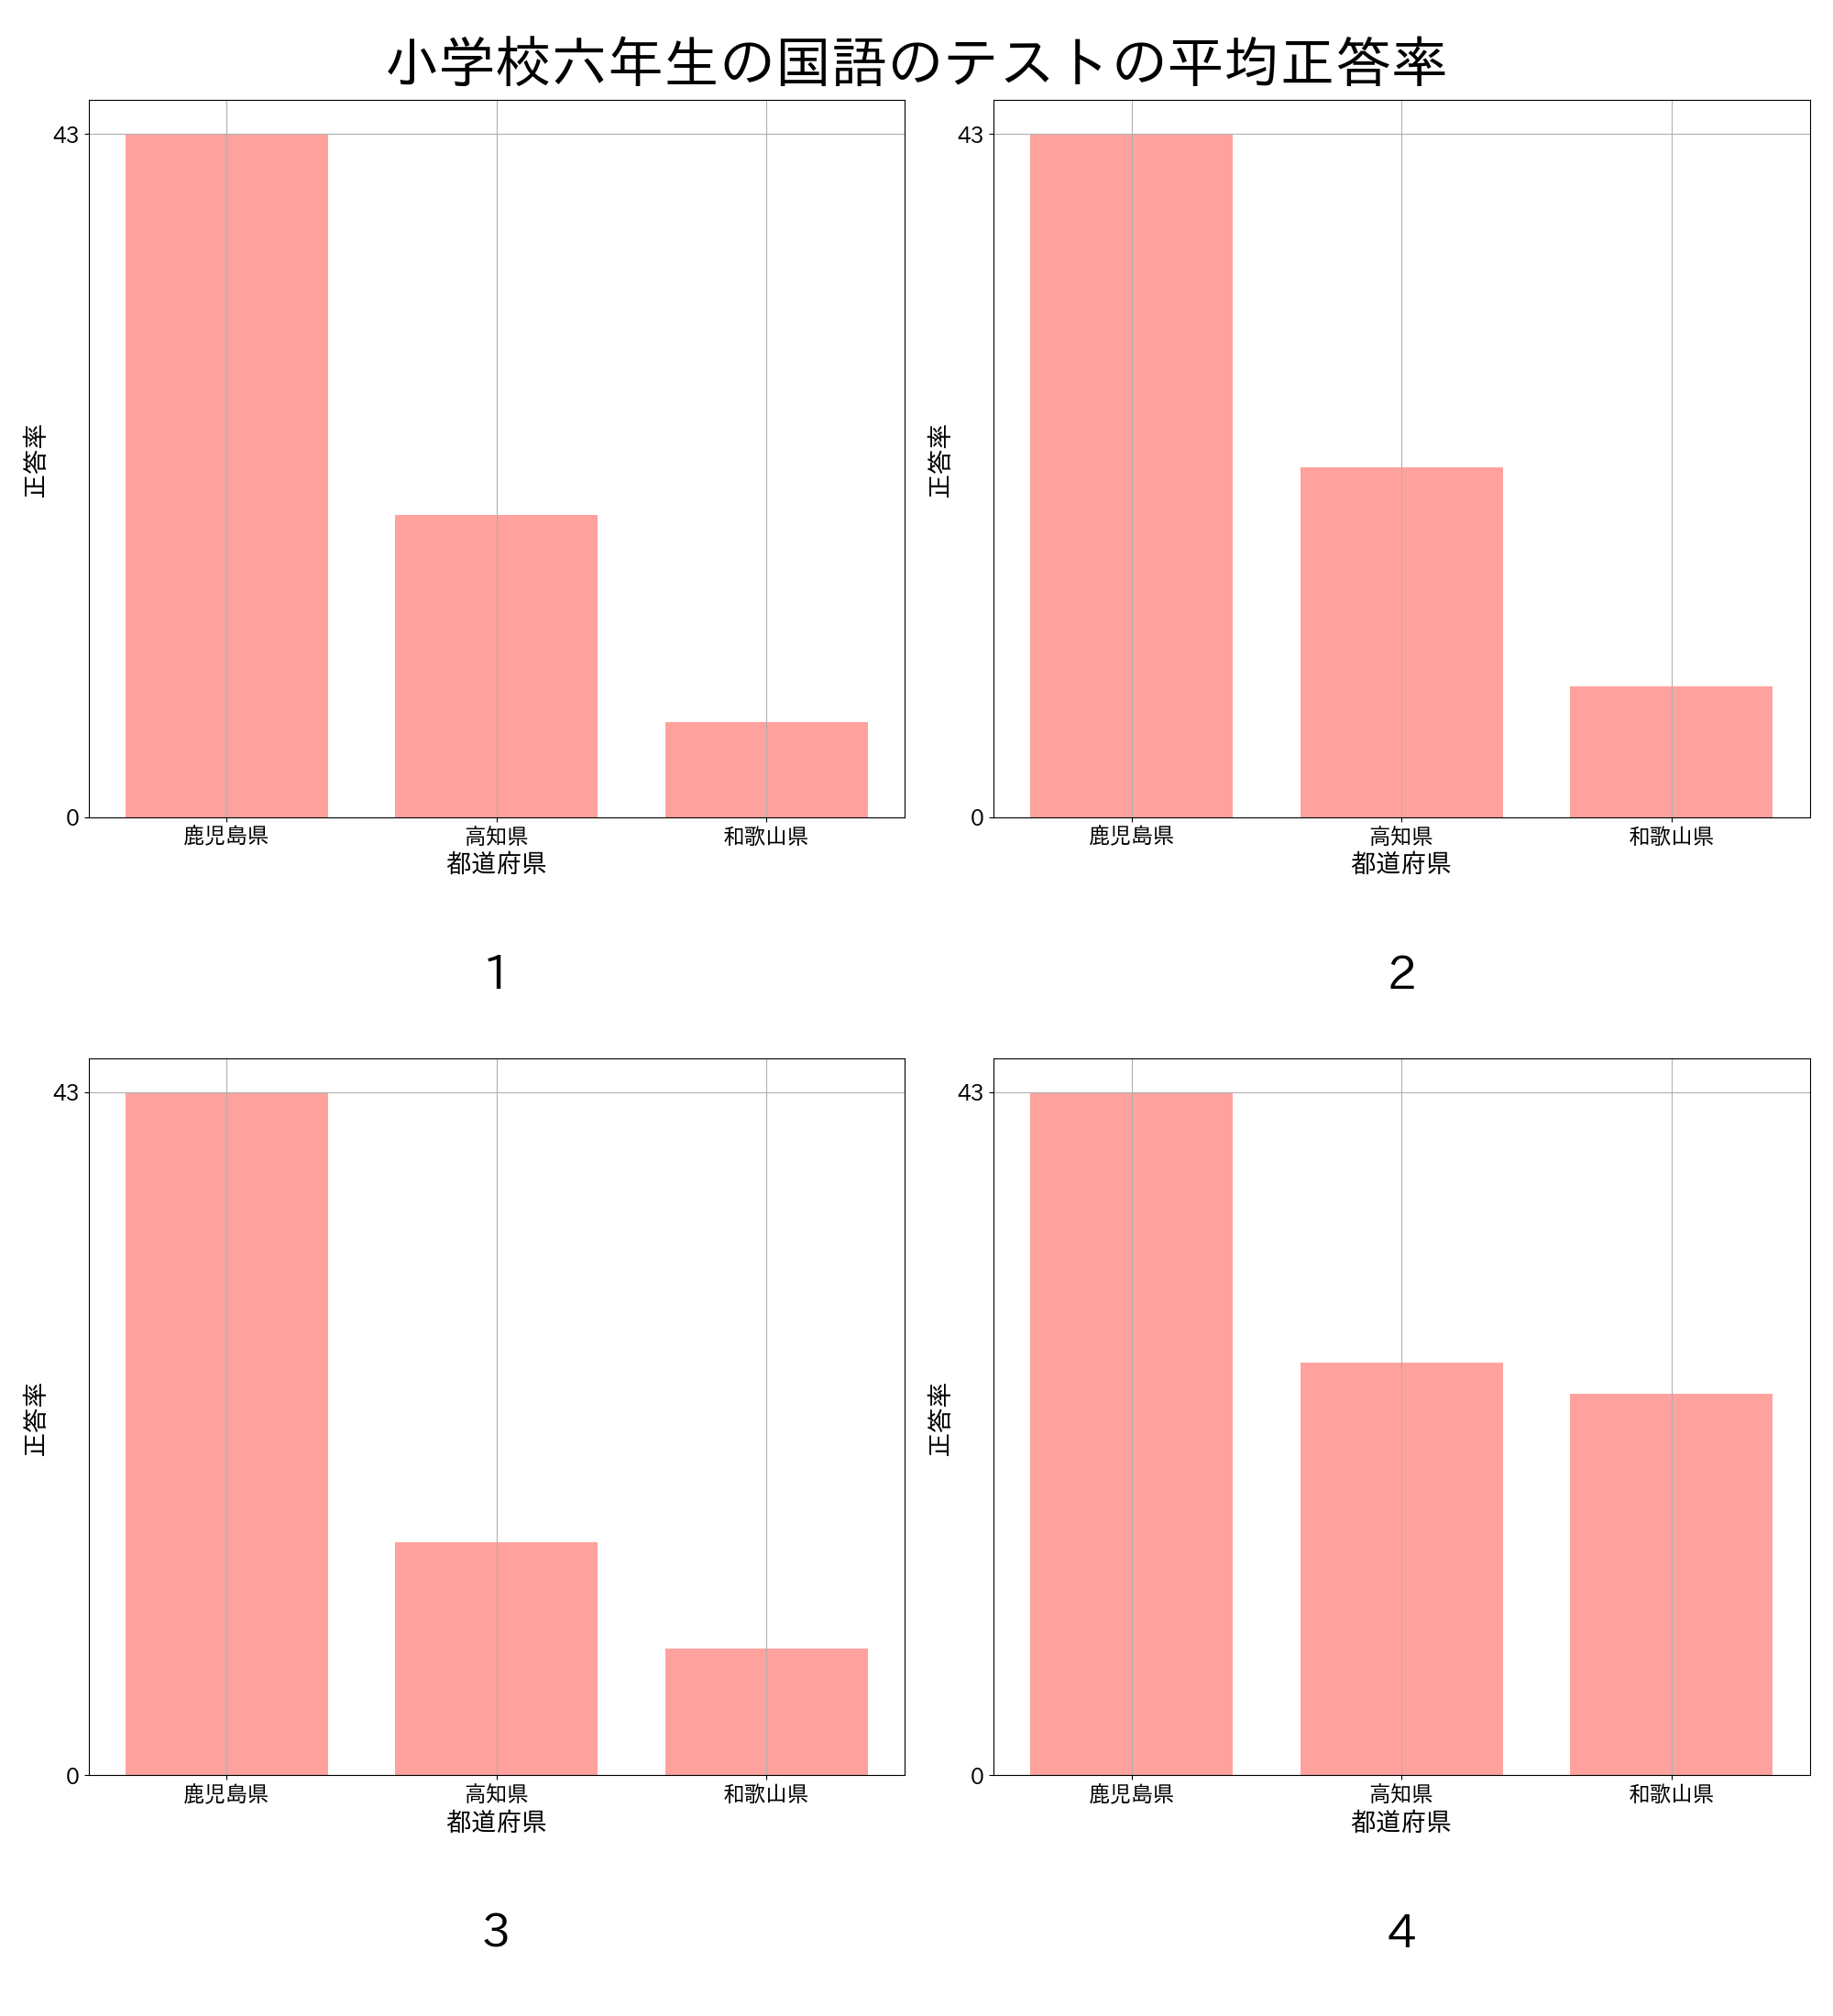 小学校六年生の国語のテストの平均正答率
43
0
正答率
鹿児島県 高知県 和歌山県
都道府県
1
43
0
正答率
鹿児島県 高知県 和歌山県
都道府県
2
43
0
正答率
鹿児島県 高知県 和歌山県
都道府県
3
43
0
正答率
鹿児島県 高知県 和歌山県
都道府県
4